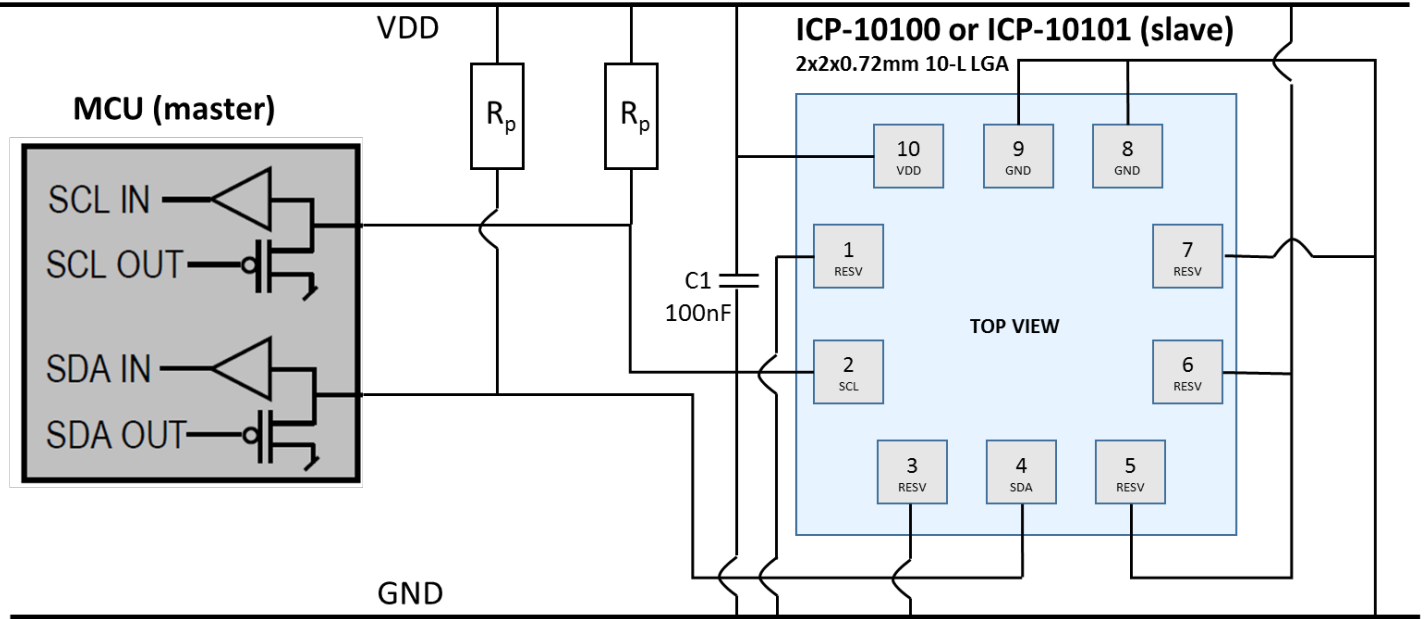 VDD
ICP-10100 or ICP-10101 (slave)
2x2x0.72mm 10-L LGA
MCU (master)
Rp
Rp
10
VDD
9
GND
8
GND
SCL IN
SCL OUT
1
RESV
7
RESV
C1
100nF
TOP VIEW
SDA IN
SDA OUT
2
SCL
6
RESV
3
RESV
4
SDA
5
RESV
GND